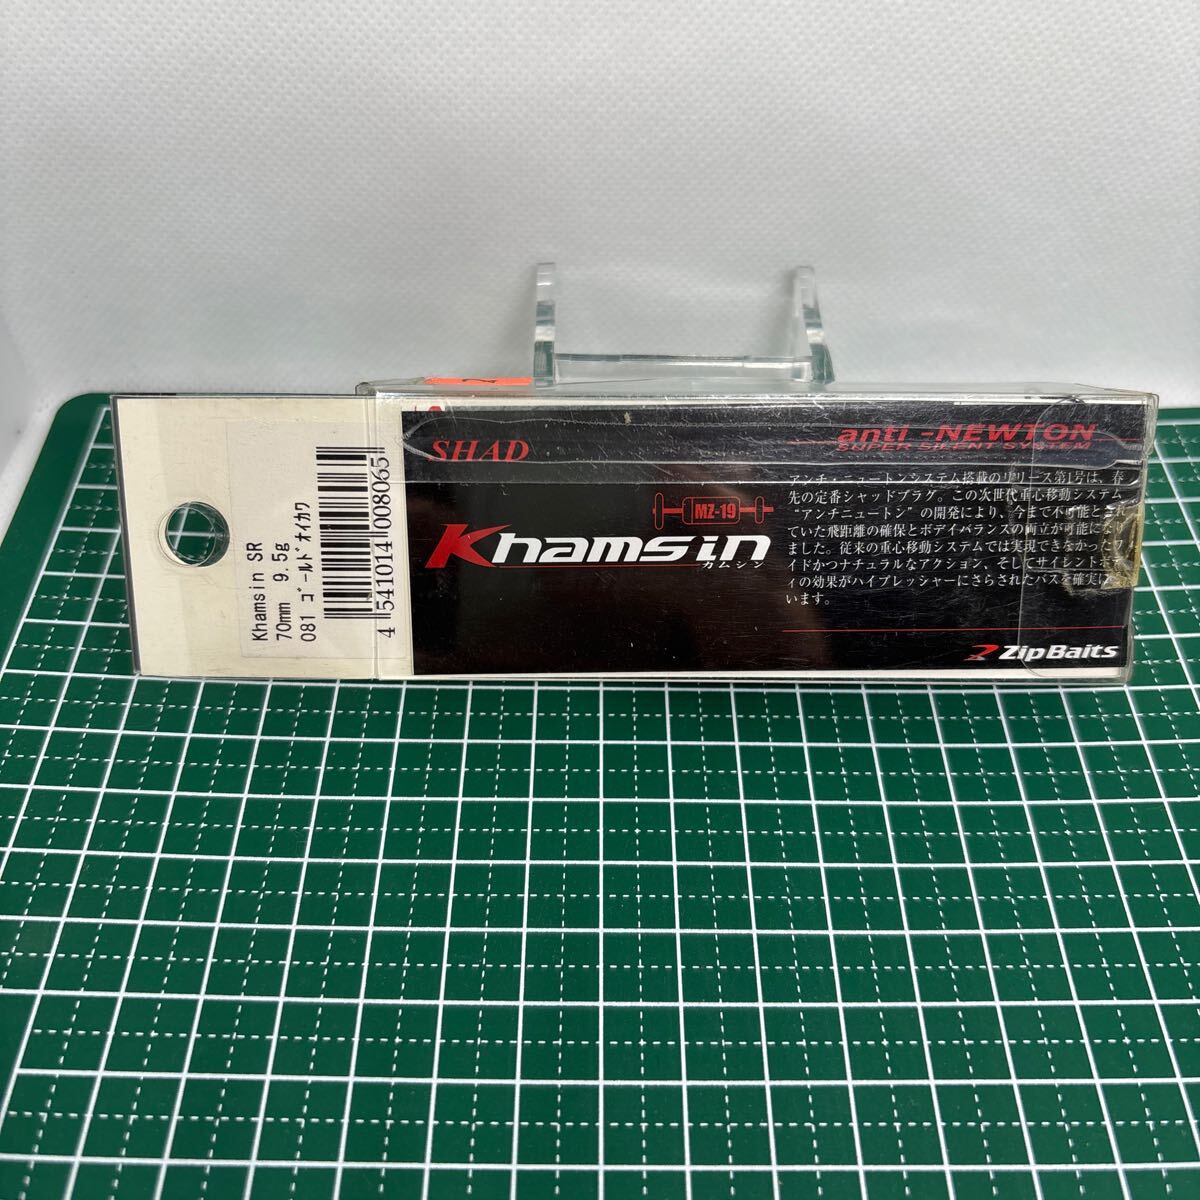 Khamsin SR
70mm 9.5g
081 ｺﾞｰﾙﾄﾞｵｲｶﾜ
4 541014 008065
SHAD
anti -NEWTON
SUPER SILENT SYSTEM
MZ-19
Khamsin
カムシン
アンチ・ニュートンシステム搭載のリリース第1号は、春
先の定番シャッドプラグ。この次世代重心移動システム
“アンチニュートン”の開発により、今まで不可能とされ
ていた飛距離の確保とボディバランスの両立が可能になり
ました。従来の重心移動システムでは実現できなかったワ
イドかつナチュラルなアクション、そしてサイレントボデ
ィの効果がハイプレッシャーにさらされたバスを確実に
います。
ZipBaits